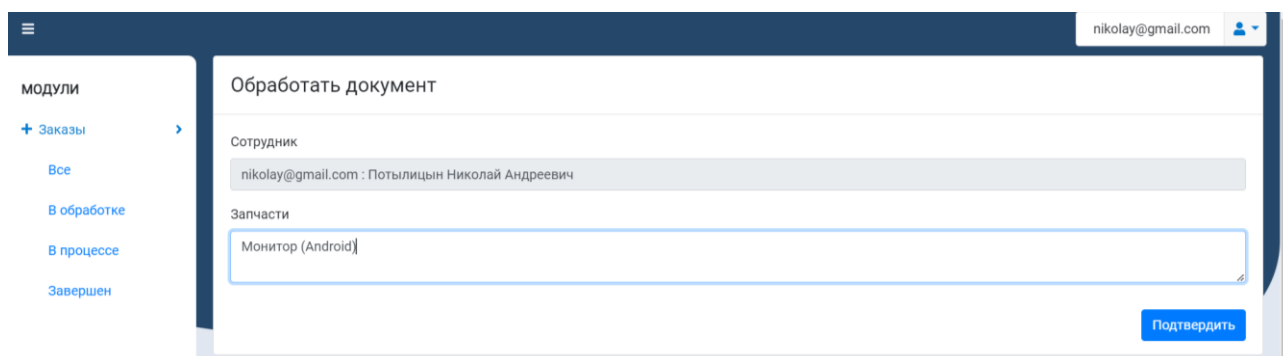 nikolay@gmail.com
МОДУЛИ
Заказы
Все
В обработке
В процессе
Завершен
Обработать документ
Сотрудник
nikolay@gmail.com : Потылицын Николай Андреевич
Запчасти
Монитор (Android)
Подтвердить